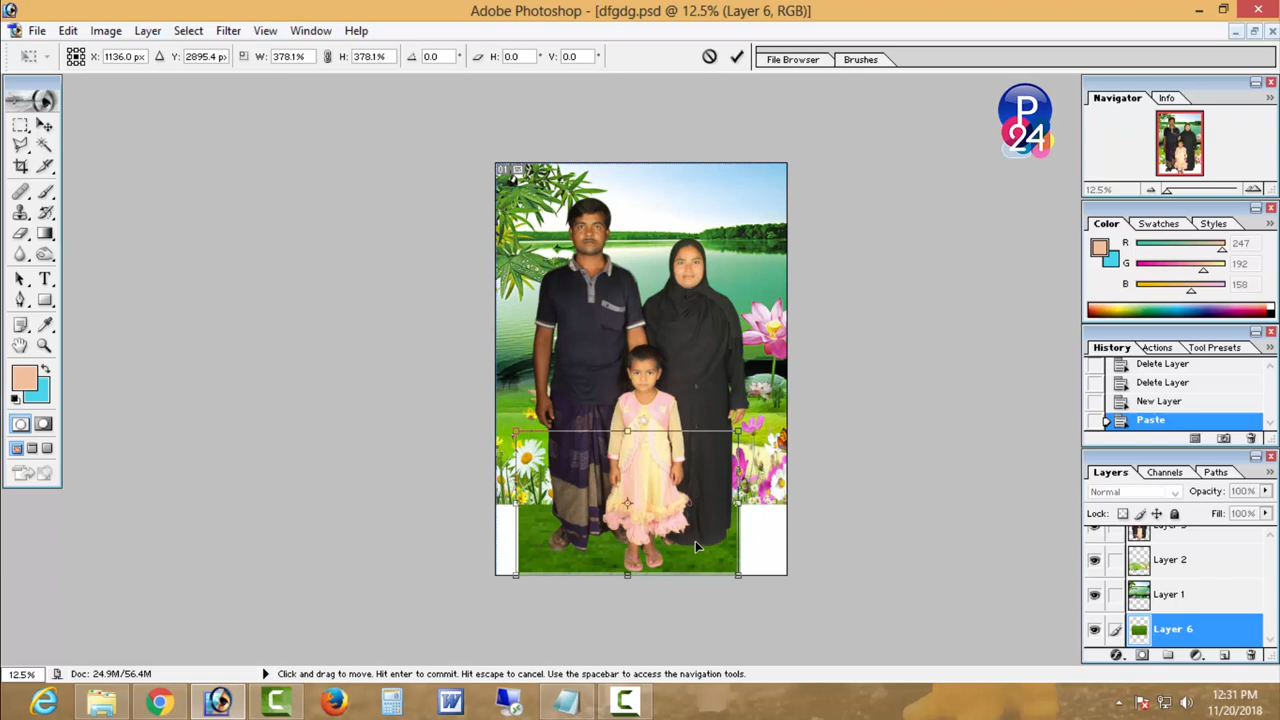 Adobe Photoshop - [dfgdg.psd @ 12.5% (Layer 6, RGB)]
File Edit Image Layer Select Filter View Window Help
X: 1136.0 px Y: 2895.4 px W: 378.1% H: 378.1% 0.0 ° H: 0.0 ° V: 0.0 °
File Browser Brushes
P
24
01
Navigator Info
12.5%
Color Swatches Styles
R 247
G 192
B 158
History Actions Tool Presets
Delete Layer
Delete Layer
New Layer
Paste
Layers Channels Paths
Normal Opacity: 100%
Lock: Fill: 100%
Layer 2
Layer 1
Layer 6
12.5% Doc: 24.9M/56.4M Click and drag to move. Hit enter to commit. Hit escape to cancel. Use the spacebar to access the navigation tools.
12:31 PM
11/20/2018